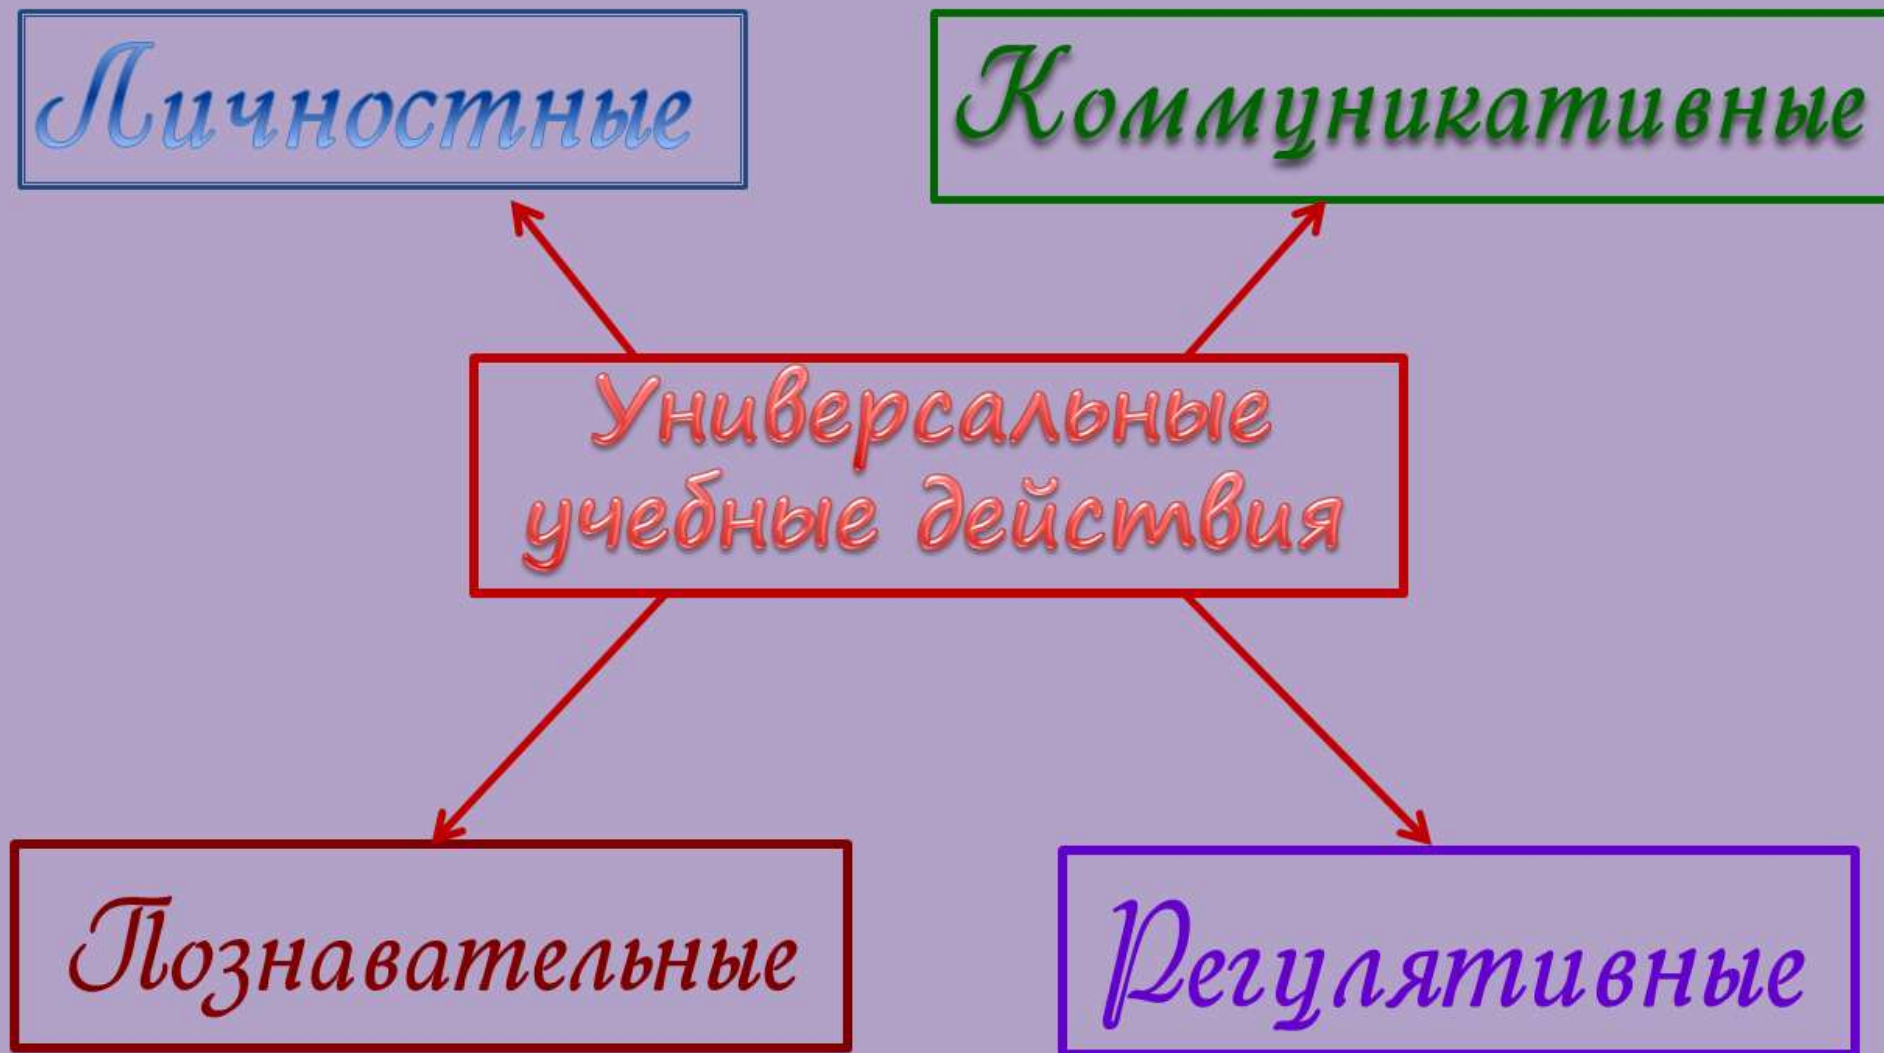 Личностные
Коммуникативные
Универсальные
учебные действия
Познавательные
Регулятивные